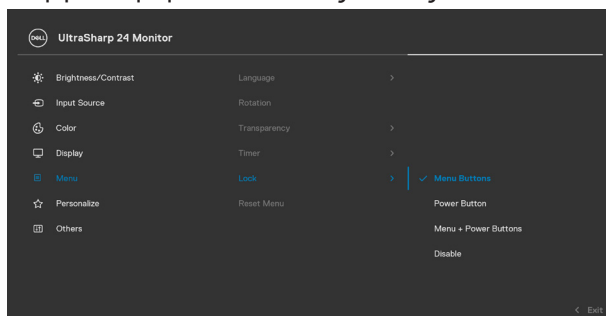 DELL UltraSharp 24 Monitor
Brightness/Contrast Language >
Input Source Rotation
Color Transparency >
Display Timer >
Menu Lock > ✓ Menu Buttons
Personalize Reset Menu Power Button
Others Menu + Power Buttons
Disable
< Exit